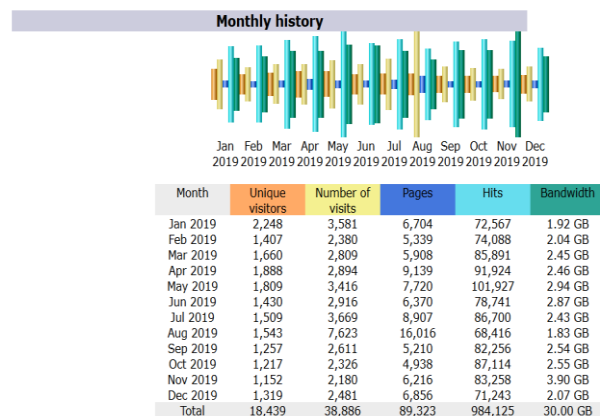 Monthly history
Jan Feb Mar Apr May Jun Jul Aug Sep Oct Nov Dec
2019 2019 2019 2019 2019 2019 2019 2019 2019 2019 2019 2019
Month Unique visitors Number of visits Pages Hits Bandwidth
Jan 2019 2,248 3,581 6,704 72,567 1.92 GB
Feb 2019 1,407 2,380 5,339 74,088 2.04 GB
Mar 2019 1,660 2,809 5,908 85,891 2.45 GB
Apr 2019 1,888 2,894 9,139 91,924 2.46 GB
May 2019 1,809 3,416 7,720 101,927 2.94 GB
Jun 2019 1,430 2,916 6,370 78,741 2.87 GB
Jul 2019 1,509 3,669 8,907 86,700 2.43 GB
Aug 2019 1,543 7,623 16,016 68,416 1.83 GB
Sep 2019 1,257 2,611 5,210 82,256 2.54 GB
Oct 2019 1,217 2,326 4,938 87,114 2.55 GB
Nov 2019 1,152 2,180 6,216 83,258 3.90 GB
Dec 2019 1,319 2,481 6,856 71,243 2.07 GB
Total 18,439 38,886 89,323 984,125 30.00 GB